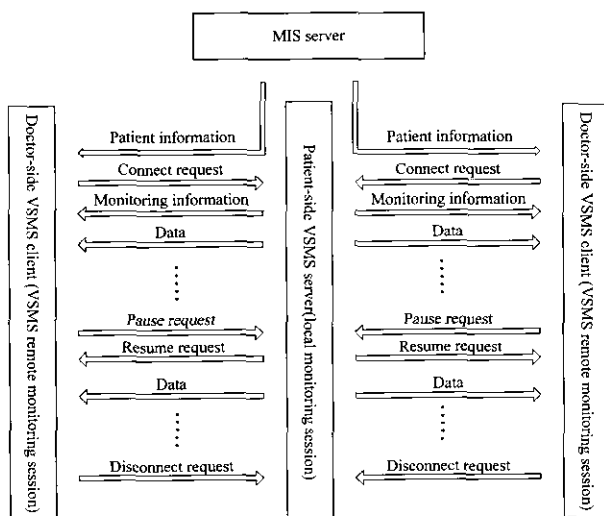 MIS server
Doctor-side VSMS client (VSMS remote monitoring session)
Patient information
Connect request
Monitoring information
Data
Pause request
Resume request
Data
Disconnect request
Patient-side VSMS server(local monitoring session)
Patient information
Connect request
Monitoring information
Data
Pause request
Resume request
Data
Disconnect request
Doctor-side VSMS client (VSMS remote monitoring session)